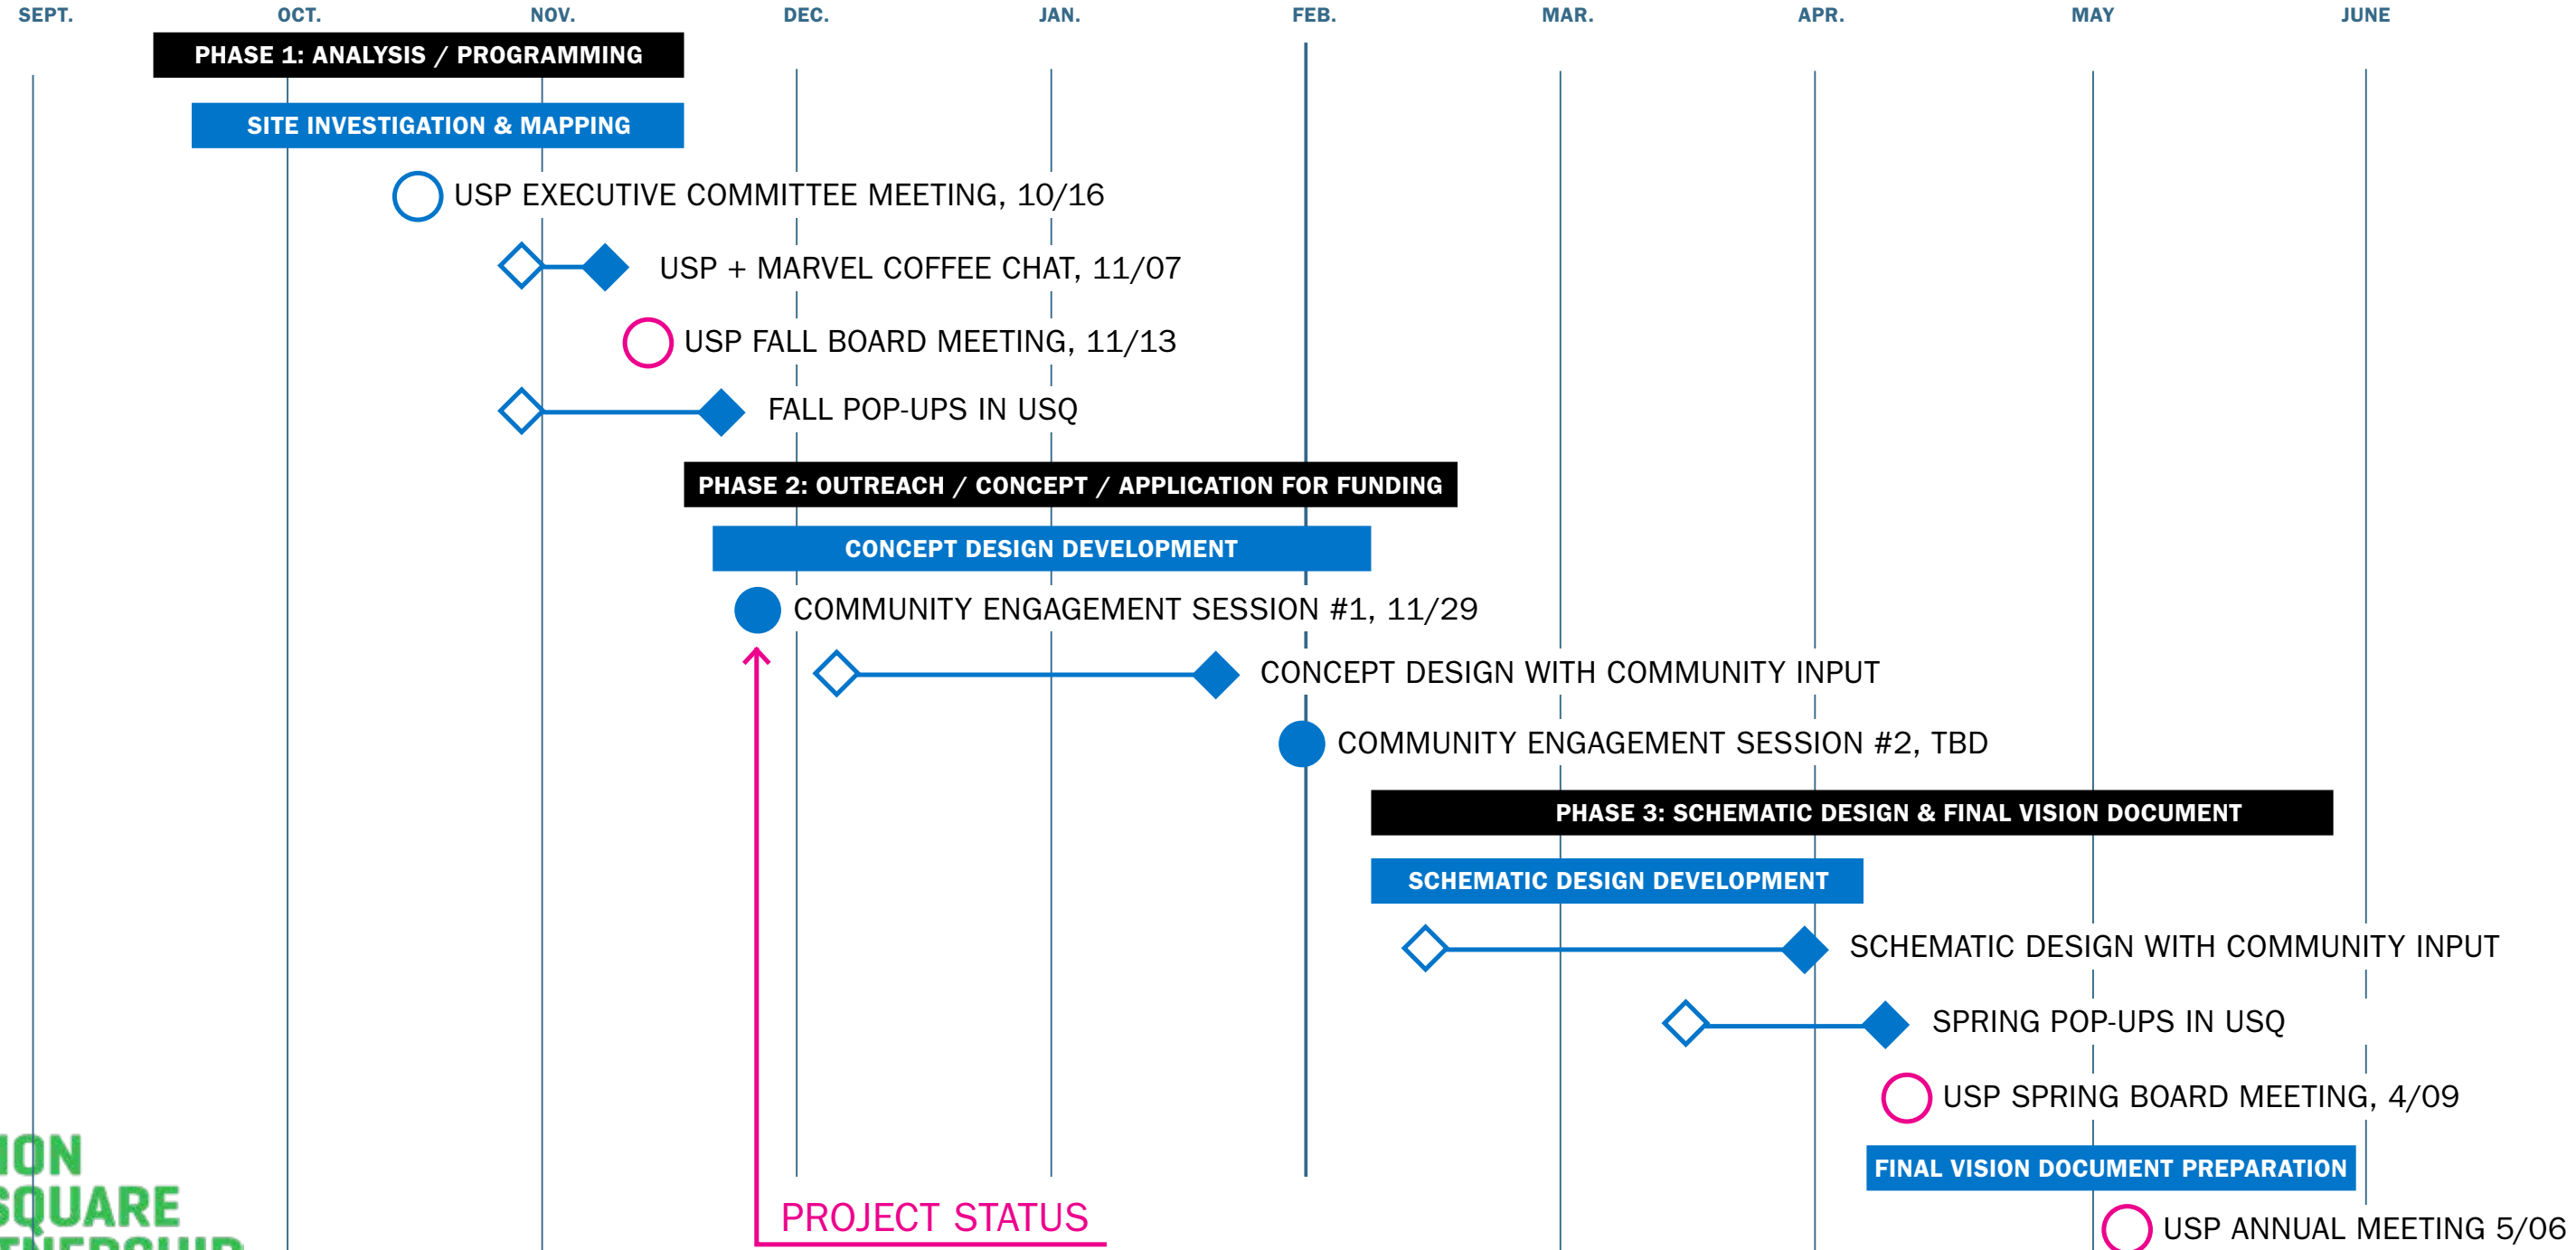 SEPT. OCT. NOV. DEC. JAN. FEB. MAR. APR. MAY JUNE
PHASE 1: ANALYSIS / PROGRAMMING
SITE INVESTIGATION & MAPPING
USP EXECUTIVE COMMITTEE MEETING, 10/16
USP + MARVEL COFFEE CHAT, 11/07
USP FALL BOARD MEETING, 11/13
FALL POP-UPS IN USQ
PHASE 2: OUTREACH / CONCEPT / APPLICATION FOR FUNDING
CONCEPT DESIGN DEVELOPMENT
COMMUNITY ENGAGEMENT SESSION #1, 11/29
CONCEPT DESIGN WITH COMMUNITY INPUT
COMMUNITY ENGAGEMENT SESSION #2, TBD
PHASE 3: SCHEMATIC DESIGN & FINAL VISION DOCUMENT
SCHEMATIC DESIGN DEVELOPMENT
SCHEMATIC DESIGN WITH COMMUNITY INPUT
SPRING POP-UPS IN USQ
USP SPRING BOARD MEETING, 4/09
FINAL VISION DOCUMENT PREPARATION
PROJECT STATUS
USP ANNUAL MEETING 5/06
SQUARE